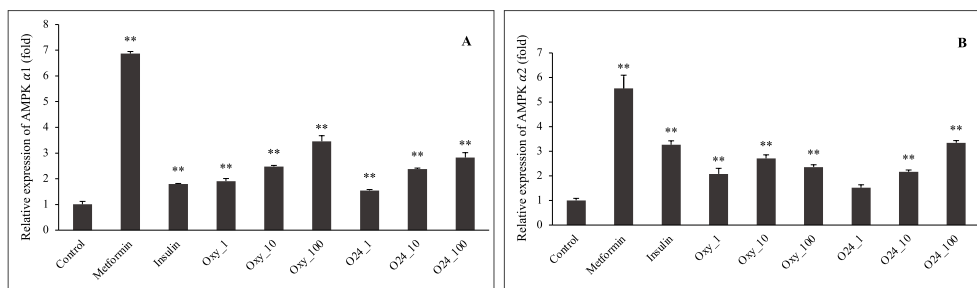 Relative expression of AMPK α1 (fold)
8
7
6
5
4
3
2
1
0
A
**
**
**
**
**
**
**
**
Control
Metformin
Insulin
Oxy_1
Oxy_10
Oxy_100
O24_1
O24_10
O24_100
Relative expression of AMPK α2 (fold)
7
6
5
4
3
2
1
0
B
**
**
**
**
**
**
**
Control
Metformin
Insulin
Oxy_1
Oxy_10
Oxy_100
O24_1
O24_10
O24_100